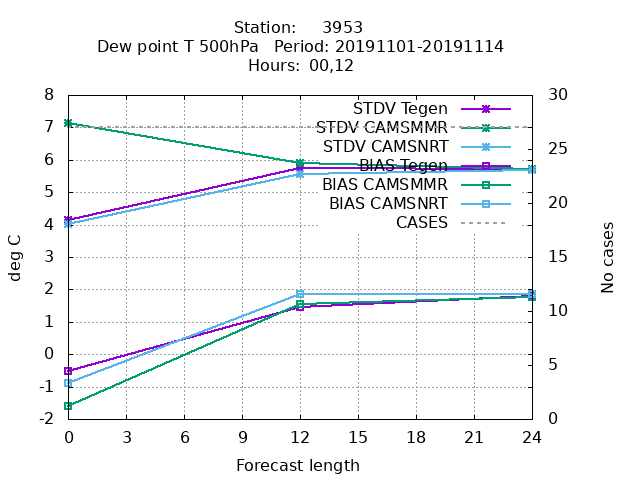 Station: 3953
Dew point T 500hPa Period: 20191101-20191114
Hours: 00,12
8
7
6
5
4
3
2
1
0
-1
-2
deg C
STDV Tegen
STDV CAMSMMR
STDV CAMSNRT
BIAS Tegen
BIAS CAMSMMR
BIAS CAMSNRT
CASES
30
25
20
15
10
5
0
No cases
0 3 6 9 12 15 18 21 24
Forecast length